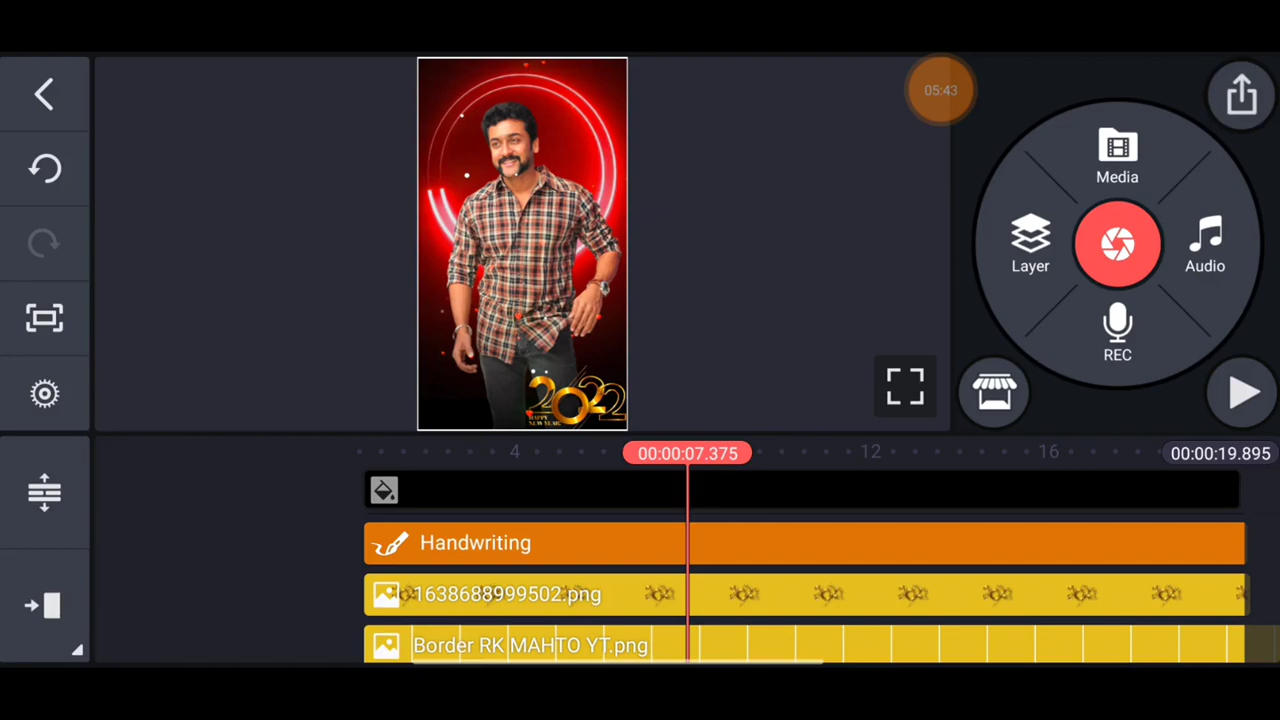 05:43
Media
Layer
Audio
REC
2022
HAPPY
NEW YEAR
4
00:00:07.375
12
16
00:00:19.895
Handwriting
1638688999502.png
Border RK MAHTO YT.png